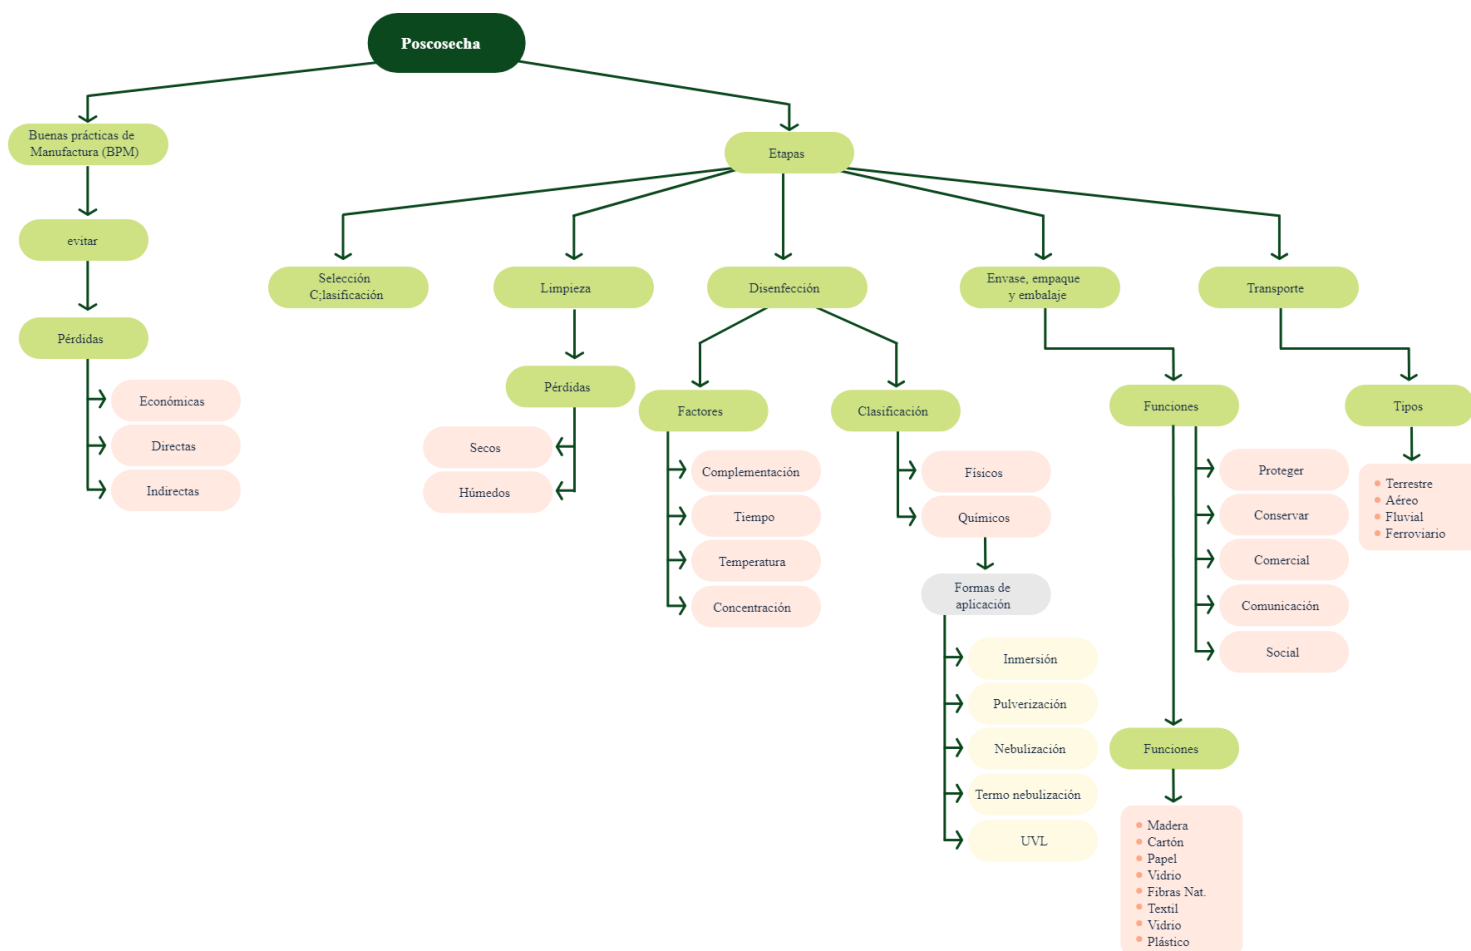 Poscosecha
Buenas prácticas de
Manufactura (BPM)
evitar
Pérdidas
Económicas
Directas
Indirectas
Etapas
Selección
C;lasificación
Limpieza
Pérdidas
Secos
Húmedos
Disenfección
Factores
Complementación
Tiempo
Temperatura
Concentración
Clasificación
Físicos
Químicos
Formas de
aplicación
Inmersión
Pulverización
Nebulización
Termo nebulización
UVL
Envase, empaque
y embalaje
Funciones
Proteger
Conservar
Comercial
Comunicación
Social
Funciones
Madera
Cartón
Papel
Vidrio
Fibras Nat.
Textil
Vidrio
Plástico
Transporte
Tipos
Terrestre
Aéreo
Fluvial
Ferroviario